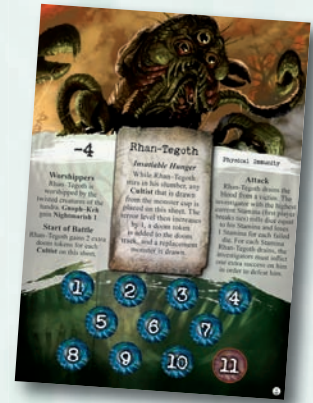 -4
Worshippers
Rhan-Tegoth is
worshipped by the
twisted creatures of the
tundra. Gnoph-Keh
gain Nightmarish 1
Start of Battle
Rhan-Tegoth gains 2 extra
doom tokens for each
Cultist on this sheet.
Rhan-Tegoth
Insatiable Hunger
While Rhan-Tegoth
stirs in his slumber, any
Cultist that is drawn
from the monster cup is
placed on this sheet. The
terror level then increases
by 1, a doom token
is added to the doom
track, and a replacement
monster is drawn.
Physical Immunity
Attack
Rhan-Tegoth drains the
blood from a victim. The
investigator with the highest
current Stamina (first player
breaks ties) rolls dice equal
to his Stamina and loses
1 Stamina for each failed
die. For each Stamina
Rhan-Tegoth drains, the
investigators must inflict
one extra success on him
in order to defeat him.
1
2
3
4
5
6
7
8
9
10
11